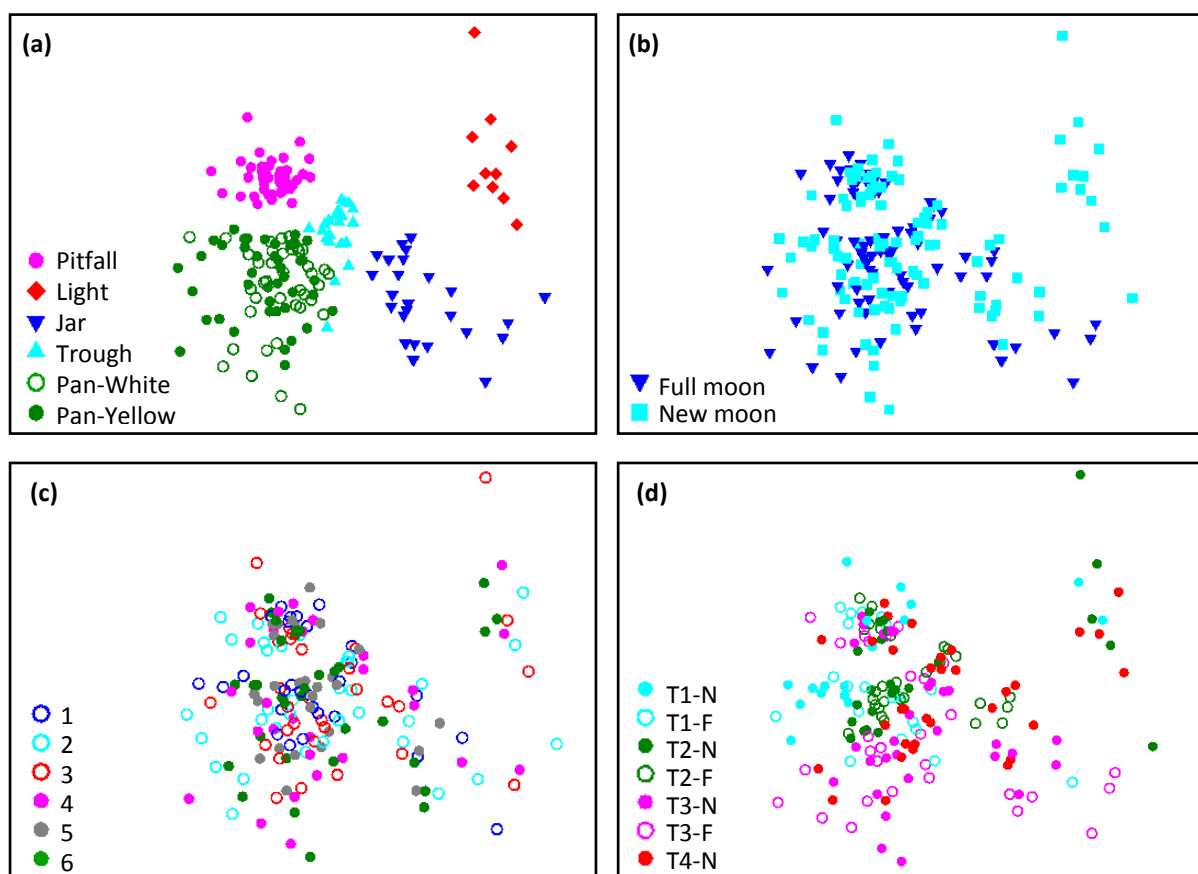 (a)
Pitfall
Light
Jar
Trough
Pan-White
Pan-Yellow
(b)
Full moon
New moon
(c)
1
2
3
4
5
6
(d)
T1-N
T1-F
T2-N
T2-F
T3-N
T3-F
T4-N